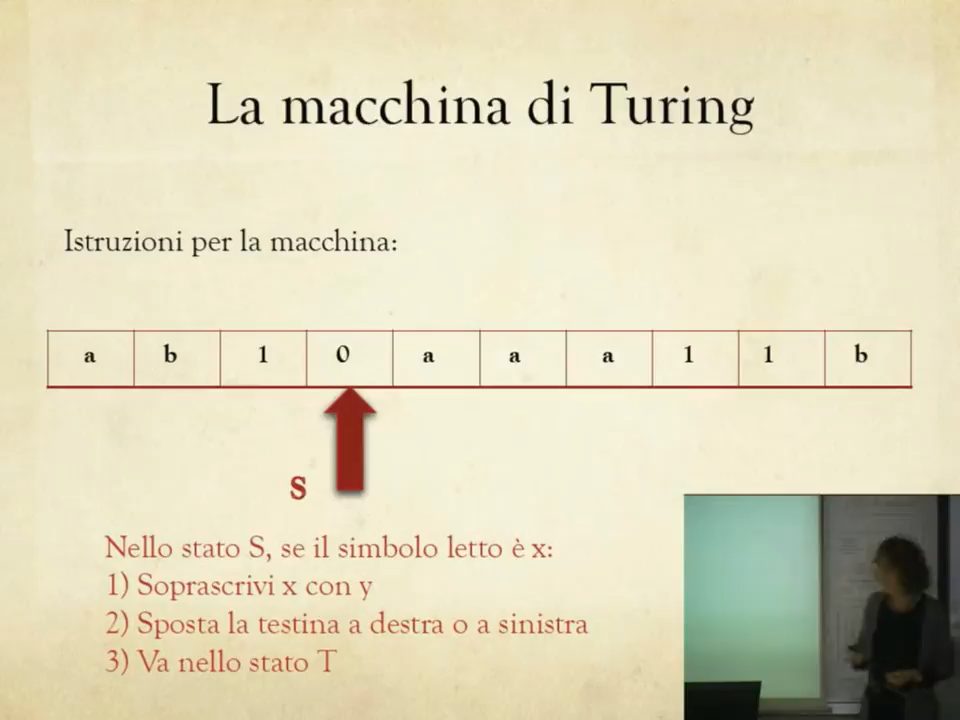 La macchina di Turing
Istruzioni per la macchina:
a b 1 0 a a a 1 1 b
S
Nello stato S, se il simbolo letto è x:
1) Soprascrivi x con y
2) Sposta la testina a destra o a sinistra
3) Va nello stato T